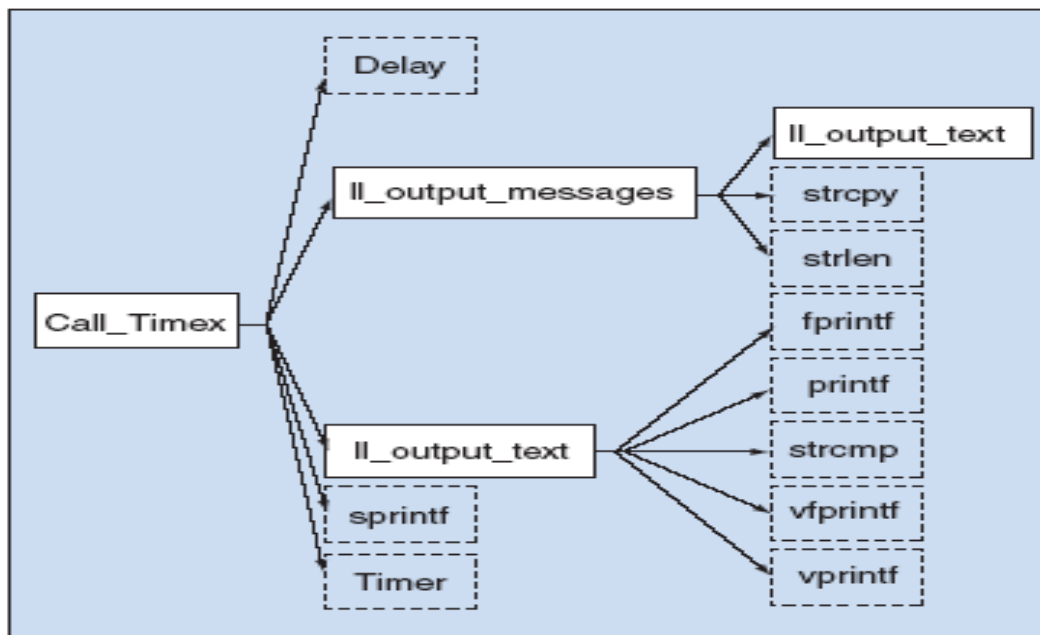 Delay
ll_output_text
ll_output_messages
strcpy
strlen
Call_Timex
fprintf
printf
ll_output_text
strcmp
sprintf
vfprintf
Timer
vprintf